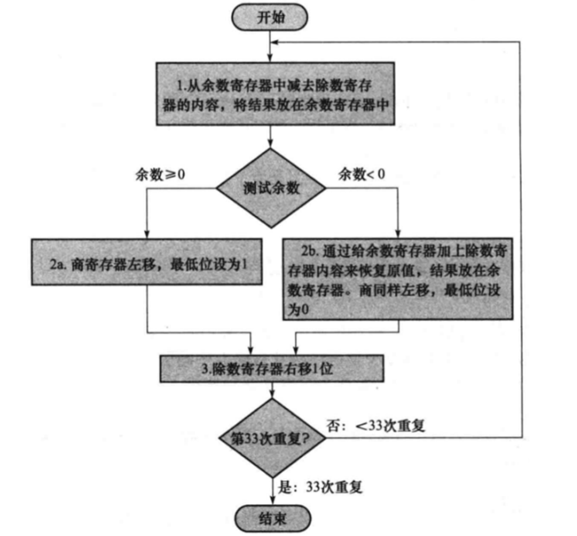 开始
1.从余数寄存器中减去除数寄存
器的内容，将结果放在余数寄存器中
余数≥0
测试余数
余数<0
2a. 商寄存器左移，最低位设为1
2b. 通过给余数寄存器加上除数寄
存器内容来恢复原值，结果放在余
数寄存器。商同样左移，最低位设
为0
3.除数寄存器右移1位
否：<33次重复
第33次重复?
是：33次重复
结束